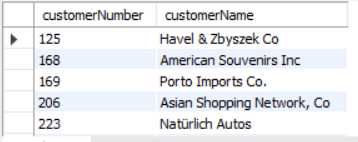 customerNumber customerName
125 Havel & Zbyszek Co
168 American Souvenirs Inc
169 Porto Imports Co.
206 Asian Shopping Network, Co
223 Natürlich Autos